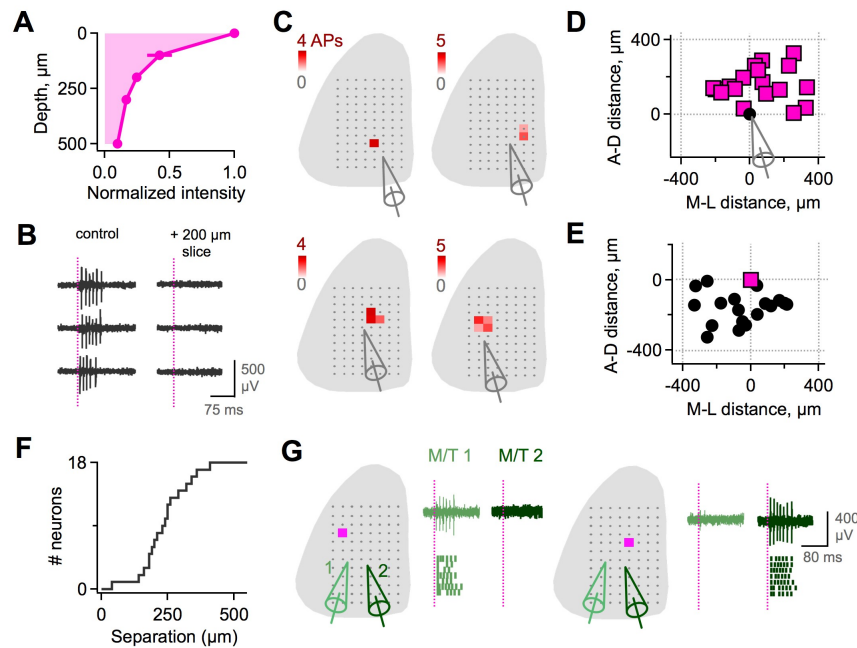 A
0
250
500
Depth, µm
0.0
0.5
1.0
Normalized intensity
B
control
+ 200 µm
slice
500
µV
75 ms
C
4 APs
0
5
0
4
0
5
0
D
400
0
A-D distance, µm
-400
0
400
M-L distance, µm
E
0
-400
A-D distance, µm
-400
0
400
M-L distance, µm
F
18
0
# neurons
0
250
500
Separation (µm)
G
M/T 1
M/T 2
1
2
400
µV
80 ms